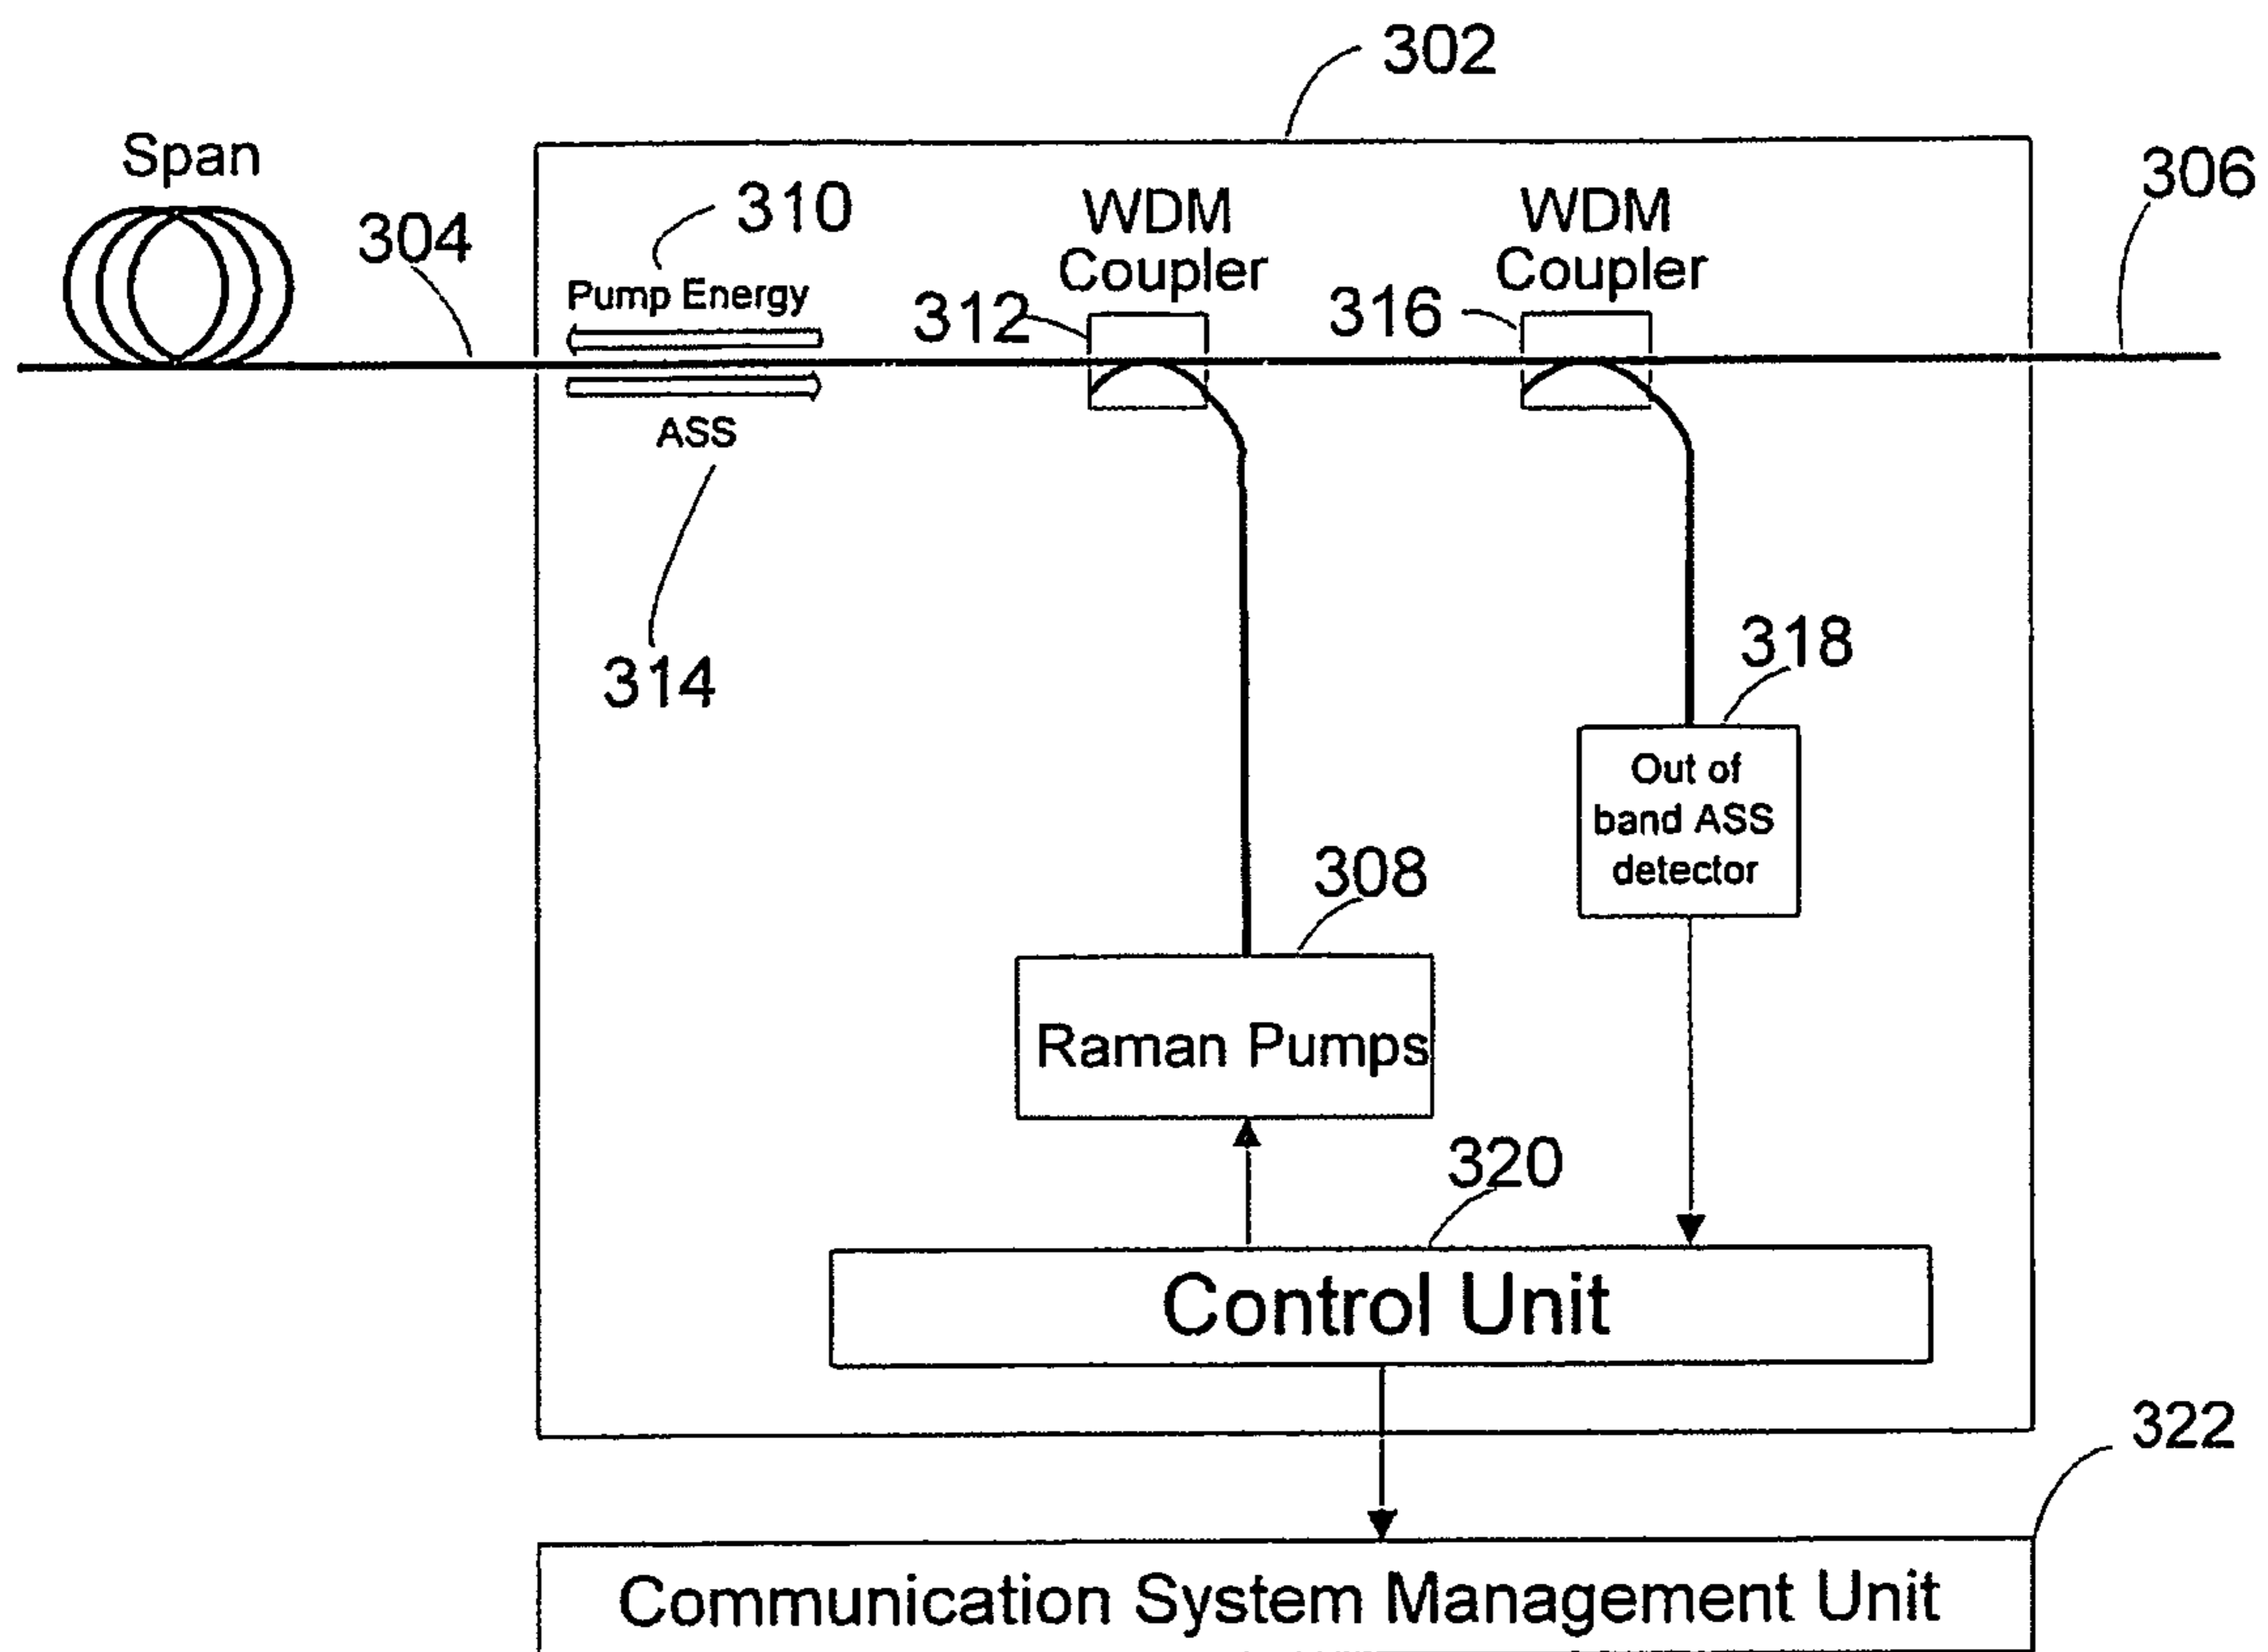 302
Span
304
310
Pump Energy
ASS
314
WDM
Coupler
312
WDM
Coupler
316
306
318
Out of
band ASS
detector
308
Raman Pumps
320
Control Unit
322
Communication System Management Unit